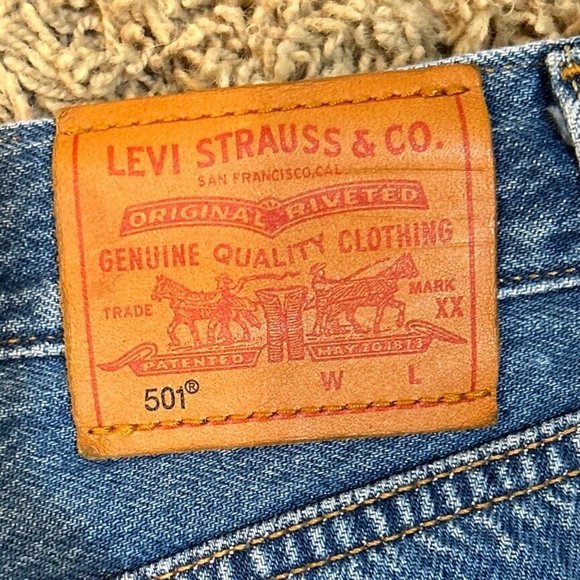 LEVI STRAUSS & CO.
SAN FRANCISCO,CAL
ORIGINAL RIVETED
GENUINE QUALITY CLOTHING
TRADE MARK
XX
PATENTED MAY.20.1873
501® W L